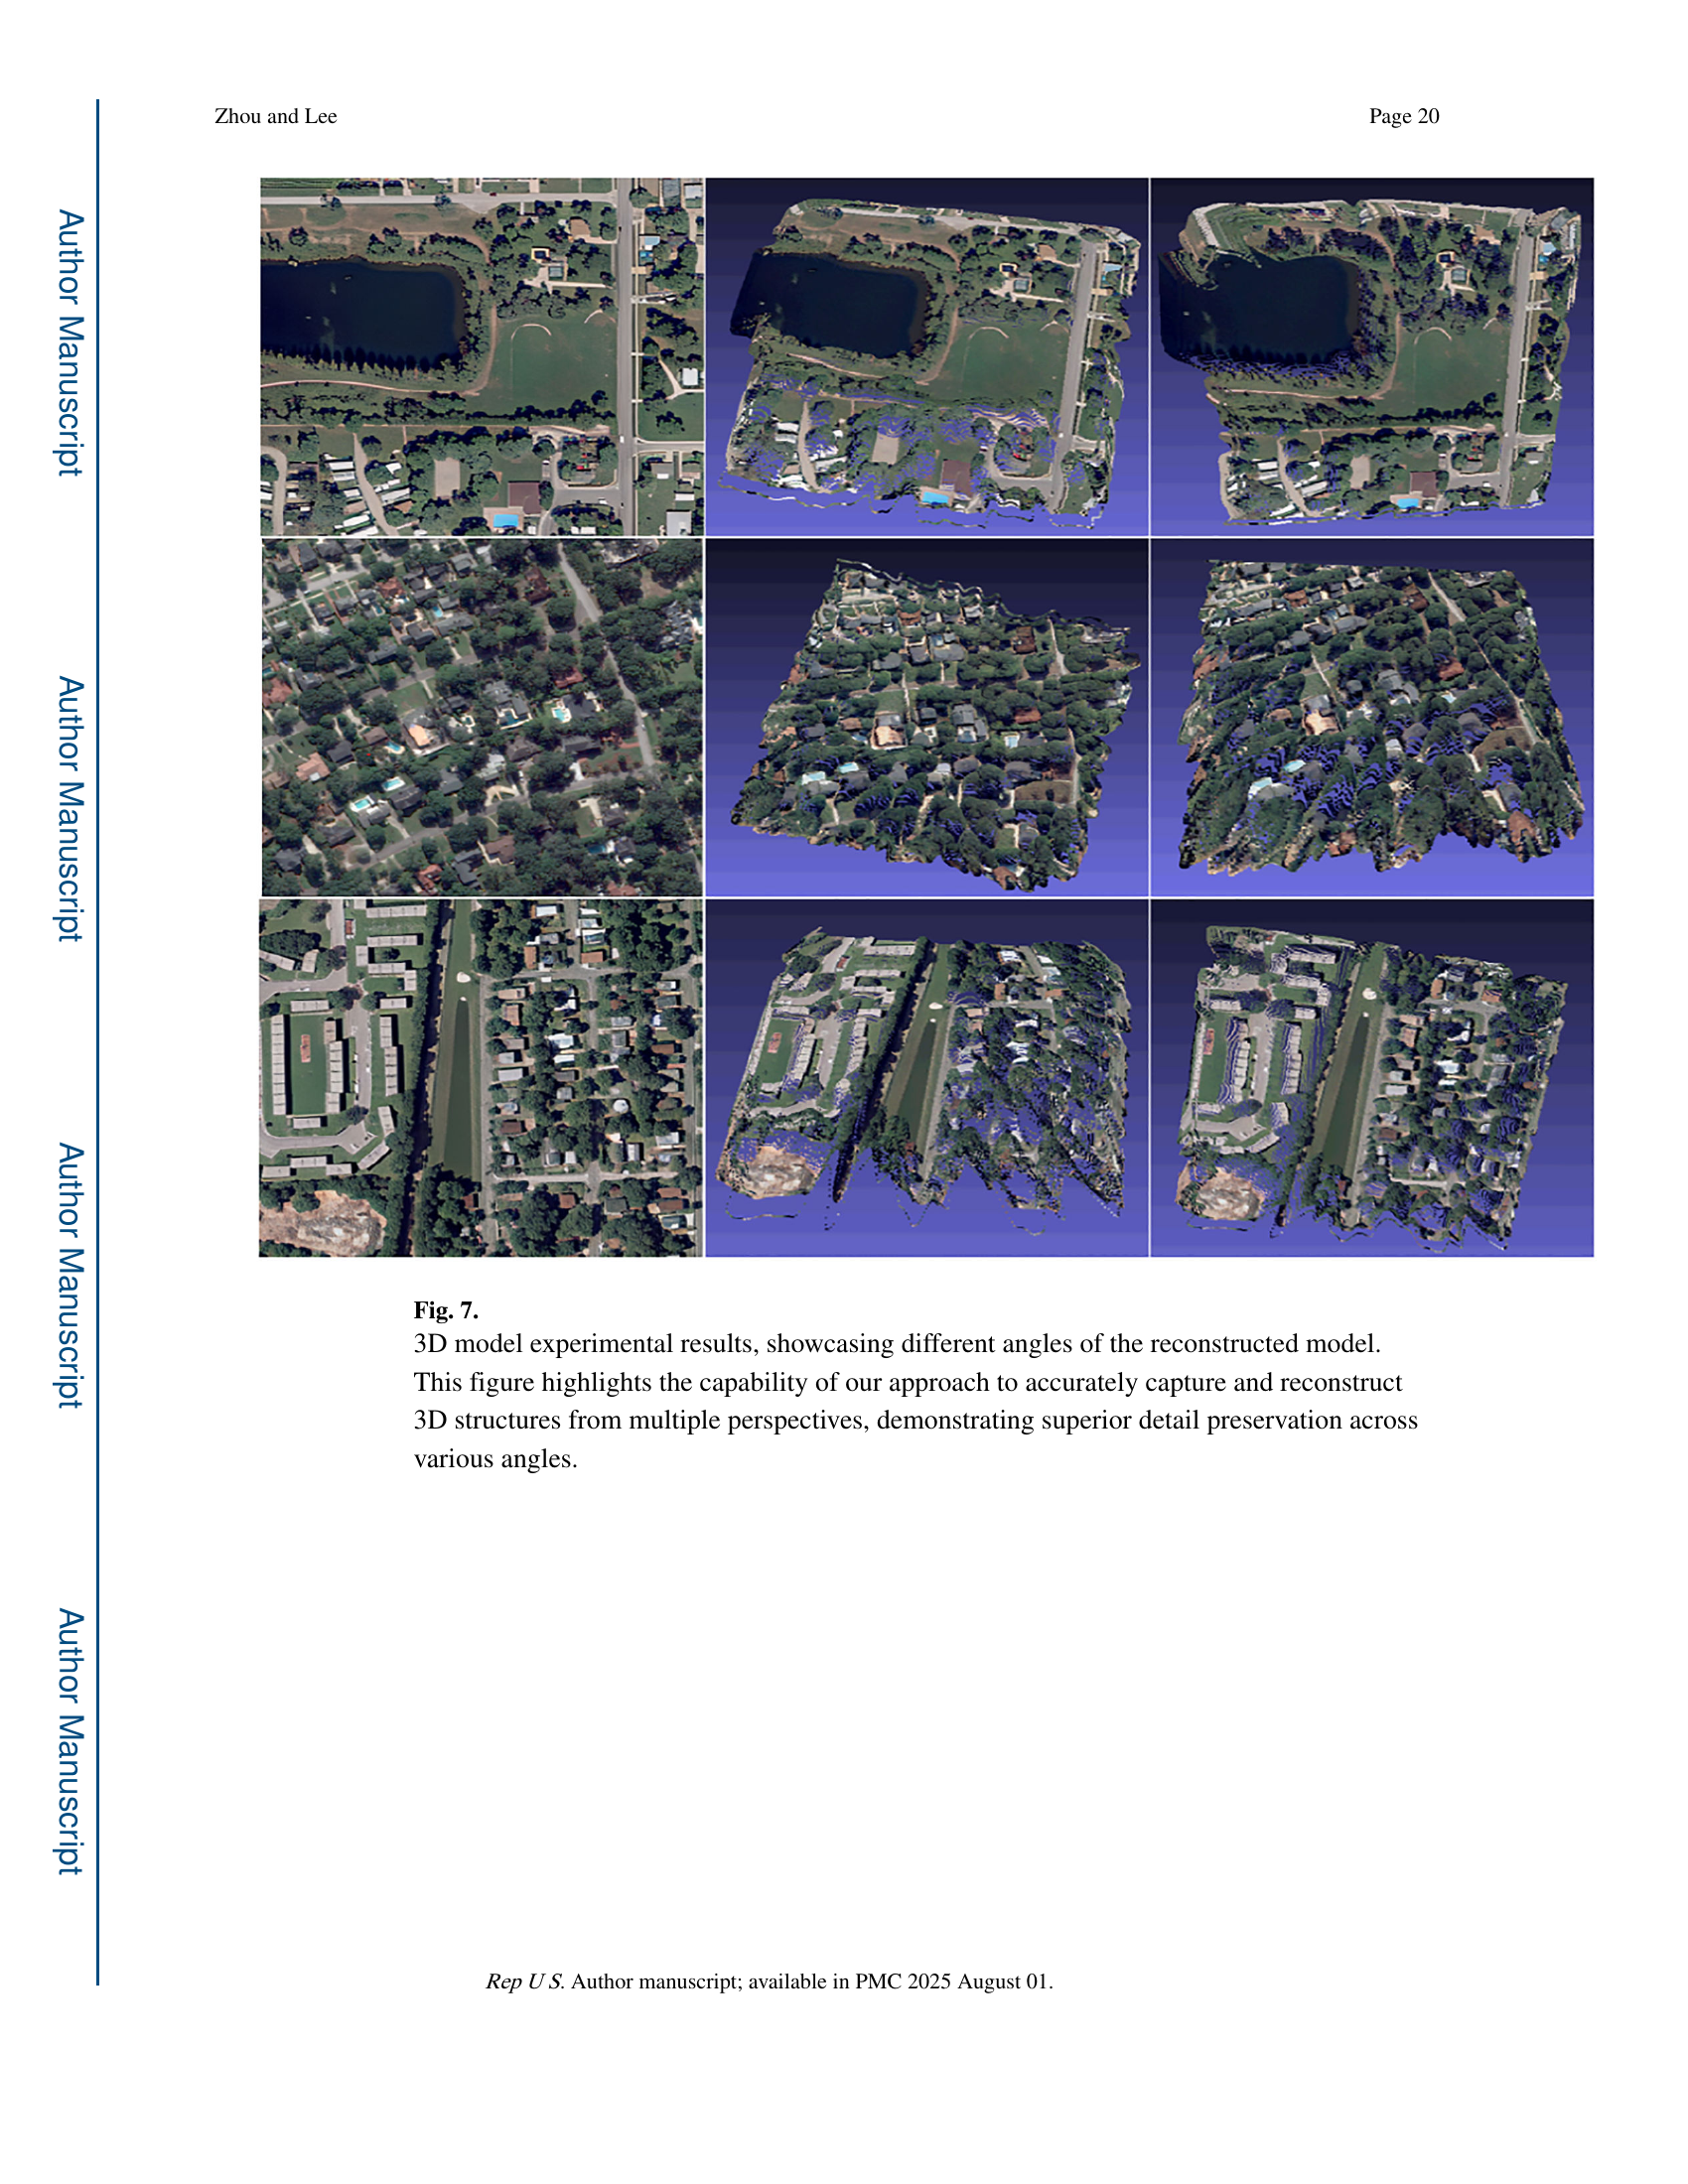 Zhou and Lee
Page 20
Author Manuscript
Author Manuscript
Author Manuscript
Author Manuscript
Fig. 7.
3D model experimental results, showcasing different angles of the reconstructed model.
This figure highlights the capability of our approach to accurately capture and reconstruct
3D structures from multiple perspectives, demonstrating superior detail preservation across
various angles.
Rep U S. Author manuscript; available in PMC 2025 August 01.